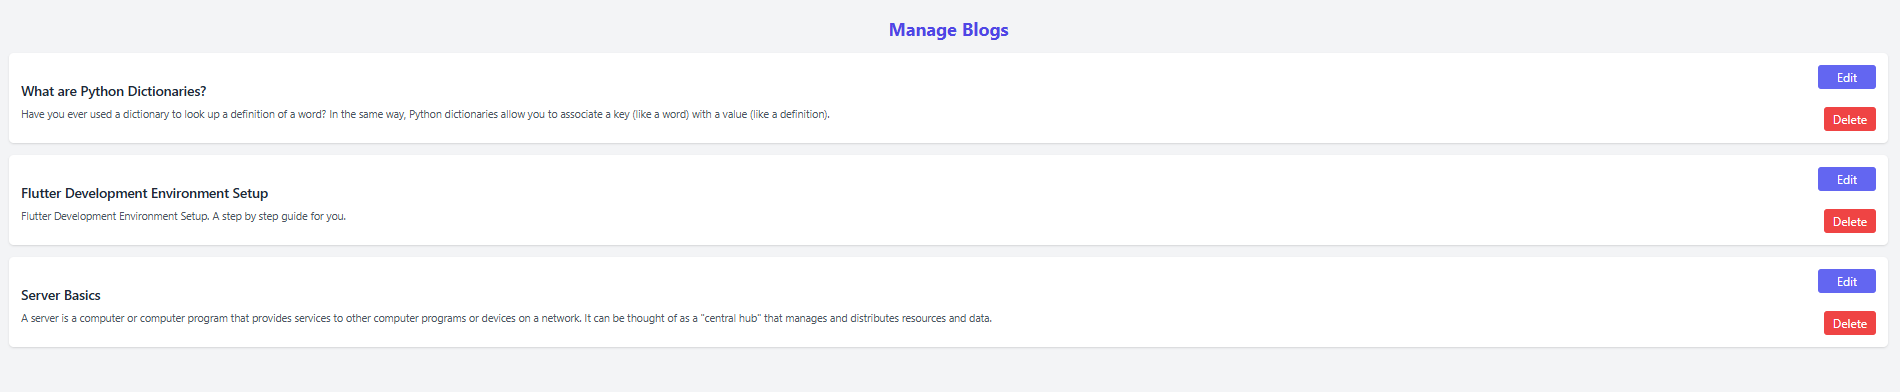 Manage Blogs
What are Python Dictionaries?
Edit
Have you ever used a dictionary to look up a definition of a word? In the same way, Python dictionaries allow you to associate a key (like a word) with a value (like a definition).
Delete
Flutter Development Environment Setup
Edit
Flutter Development Environment Setup. A step by step guide for you.
Delete
Server Basics
Edit
A server is a computer or computer program that provides services to other computer programs or devices on a network. It can be thought of as a "central hub" that manages and distributes resources and data.
Delete